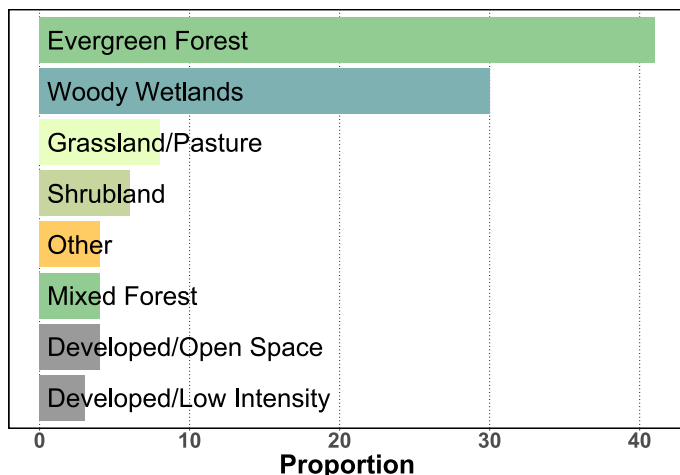 Evergreen Forest
Woody Wetlands
Grassland/Pasture
Shrubland
Other
Mixed Forest
Developed/Open Space
Developed/Low Intensity
0 10 20 30 40
Proportion